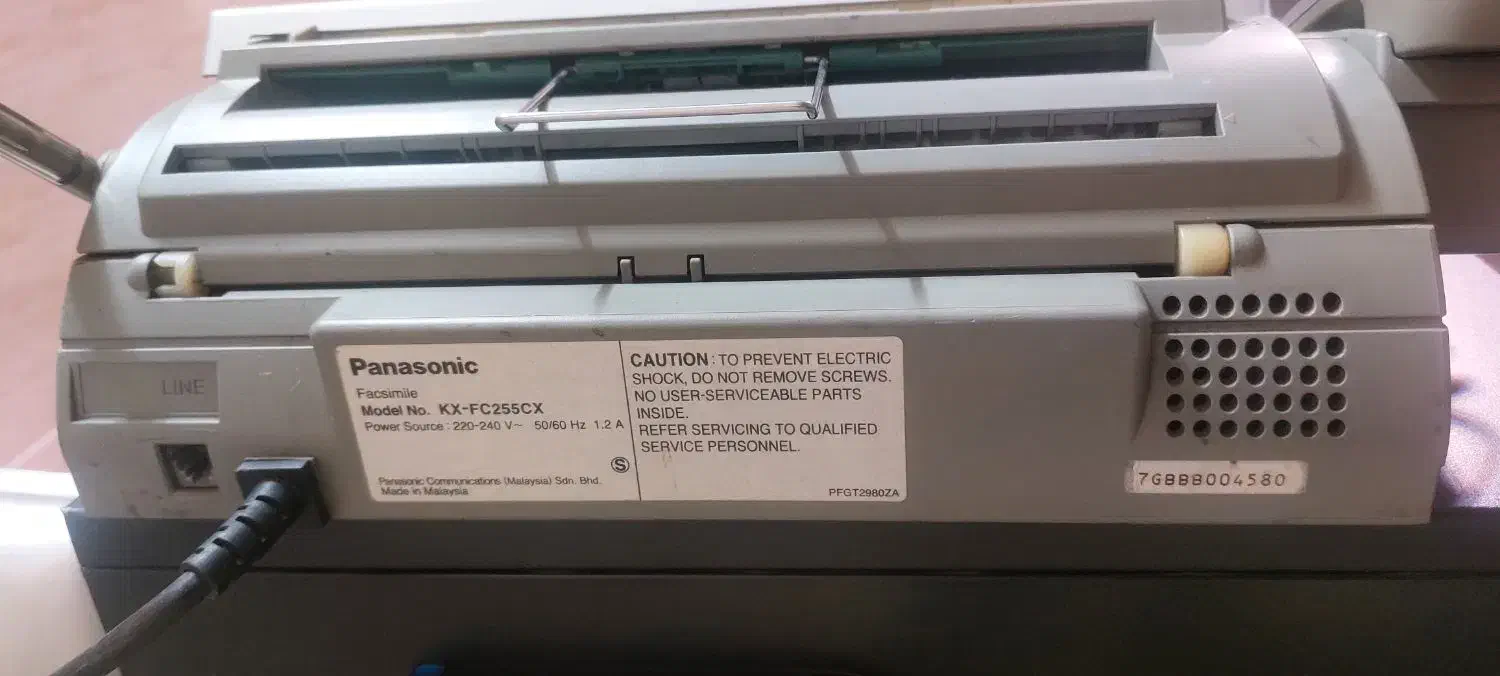 LINE
Panasonic
Facsimile
Model No. KX-FC255CX
Power Source : 220-240 V~ 50/60 Hz 1.2 A
S
Panasonic Communications (Malaysia) Sdn. Bhd.
Made in Malaysia
CAUTION : TO PREVENT ELECTRIC
SHOCK, DO NOT REMOVE SCREWS.
NO USER-SERVICEABLE PARTS
INSIDE.
REFER SERVICING TO QUALIFIED
SERVICE PERSONNEL.
PFGT2980ZA
7GBBB004580